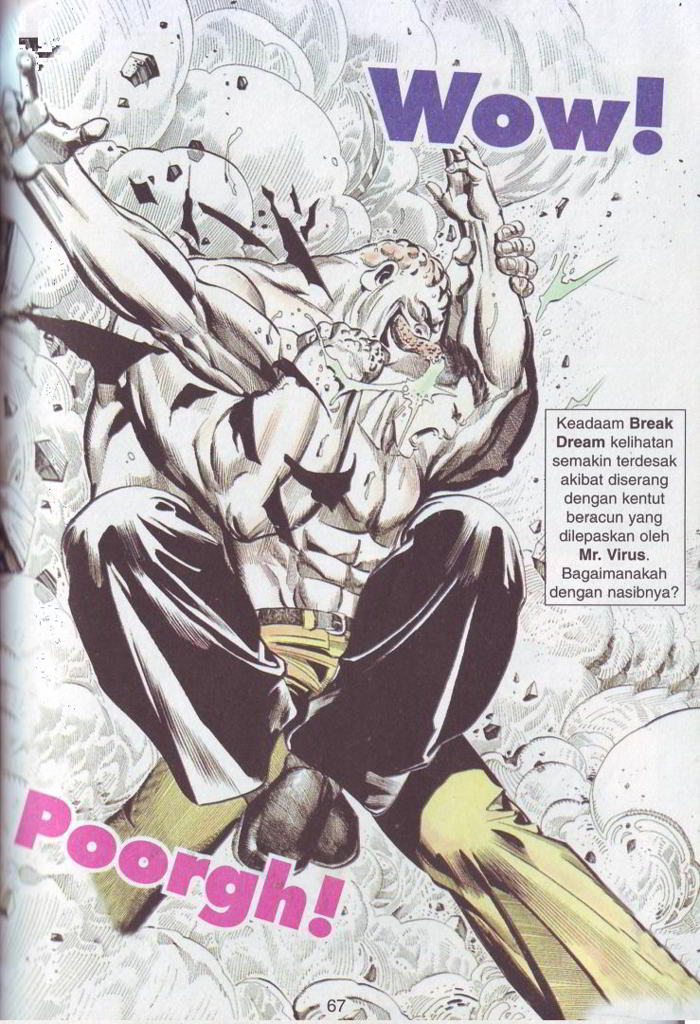 Wow!
Keadaam Break
Dream kelihatan
semakin terdesak
akibat diserang
dengan kentut
beracun yang
dilepaskan oleh
Mr. Virus.
Bagaimanakah
dengan nasibnya?
Poorgh!
67